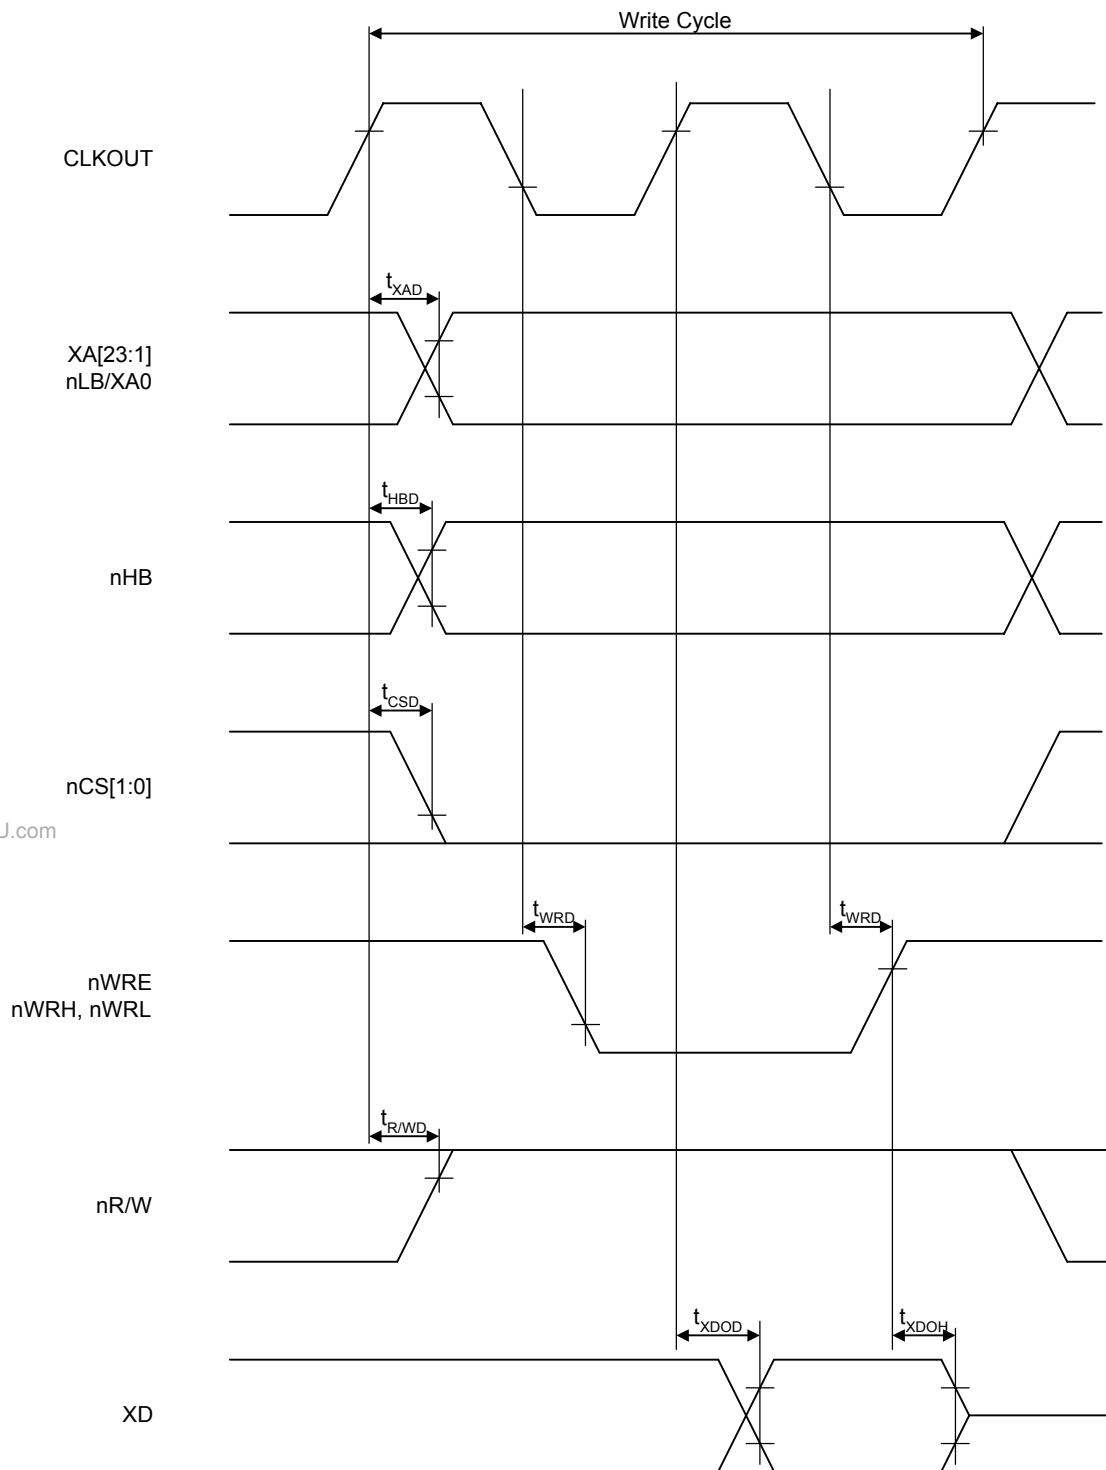 Write Cycle
CLKOUT
tXAD
XA[23:1]
nLB/XA0
tHBD
nHB
tCSD
nCS[1:0]
J.com
tWRD tWRD
nWRE
nWRH, nWRL
tR/WD
nR/W
tXDOD tXDOH
XD